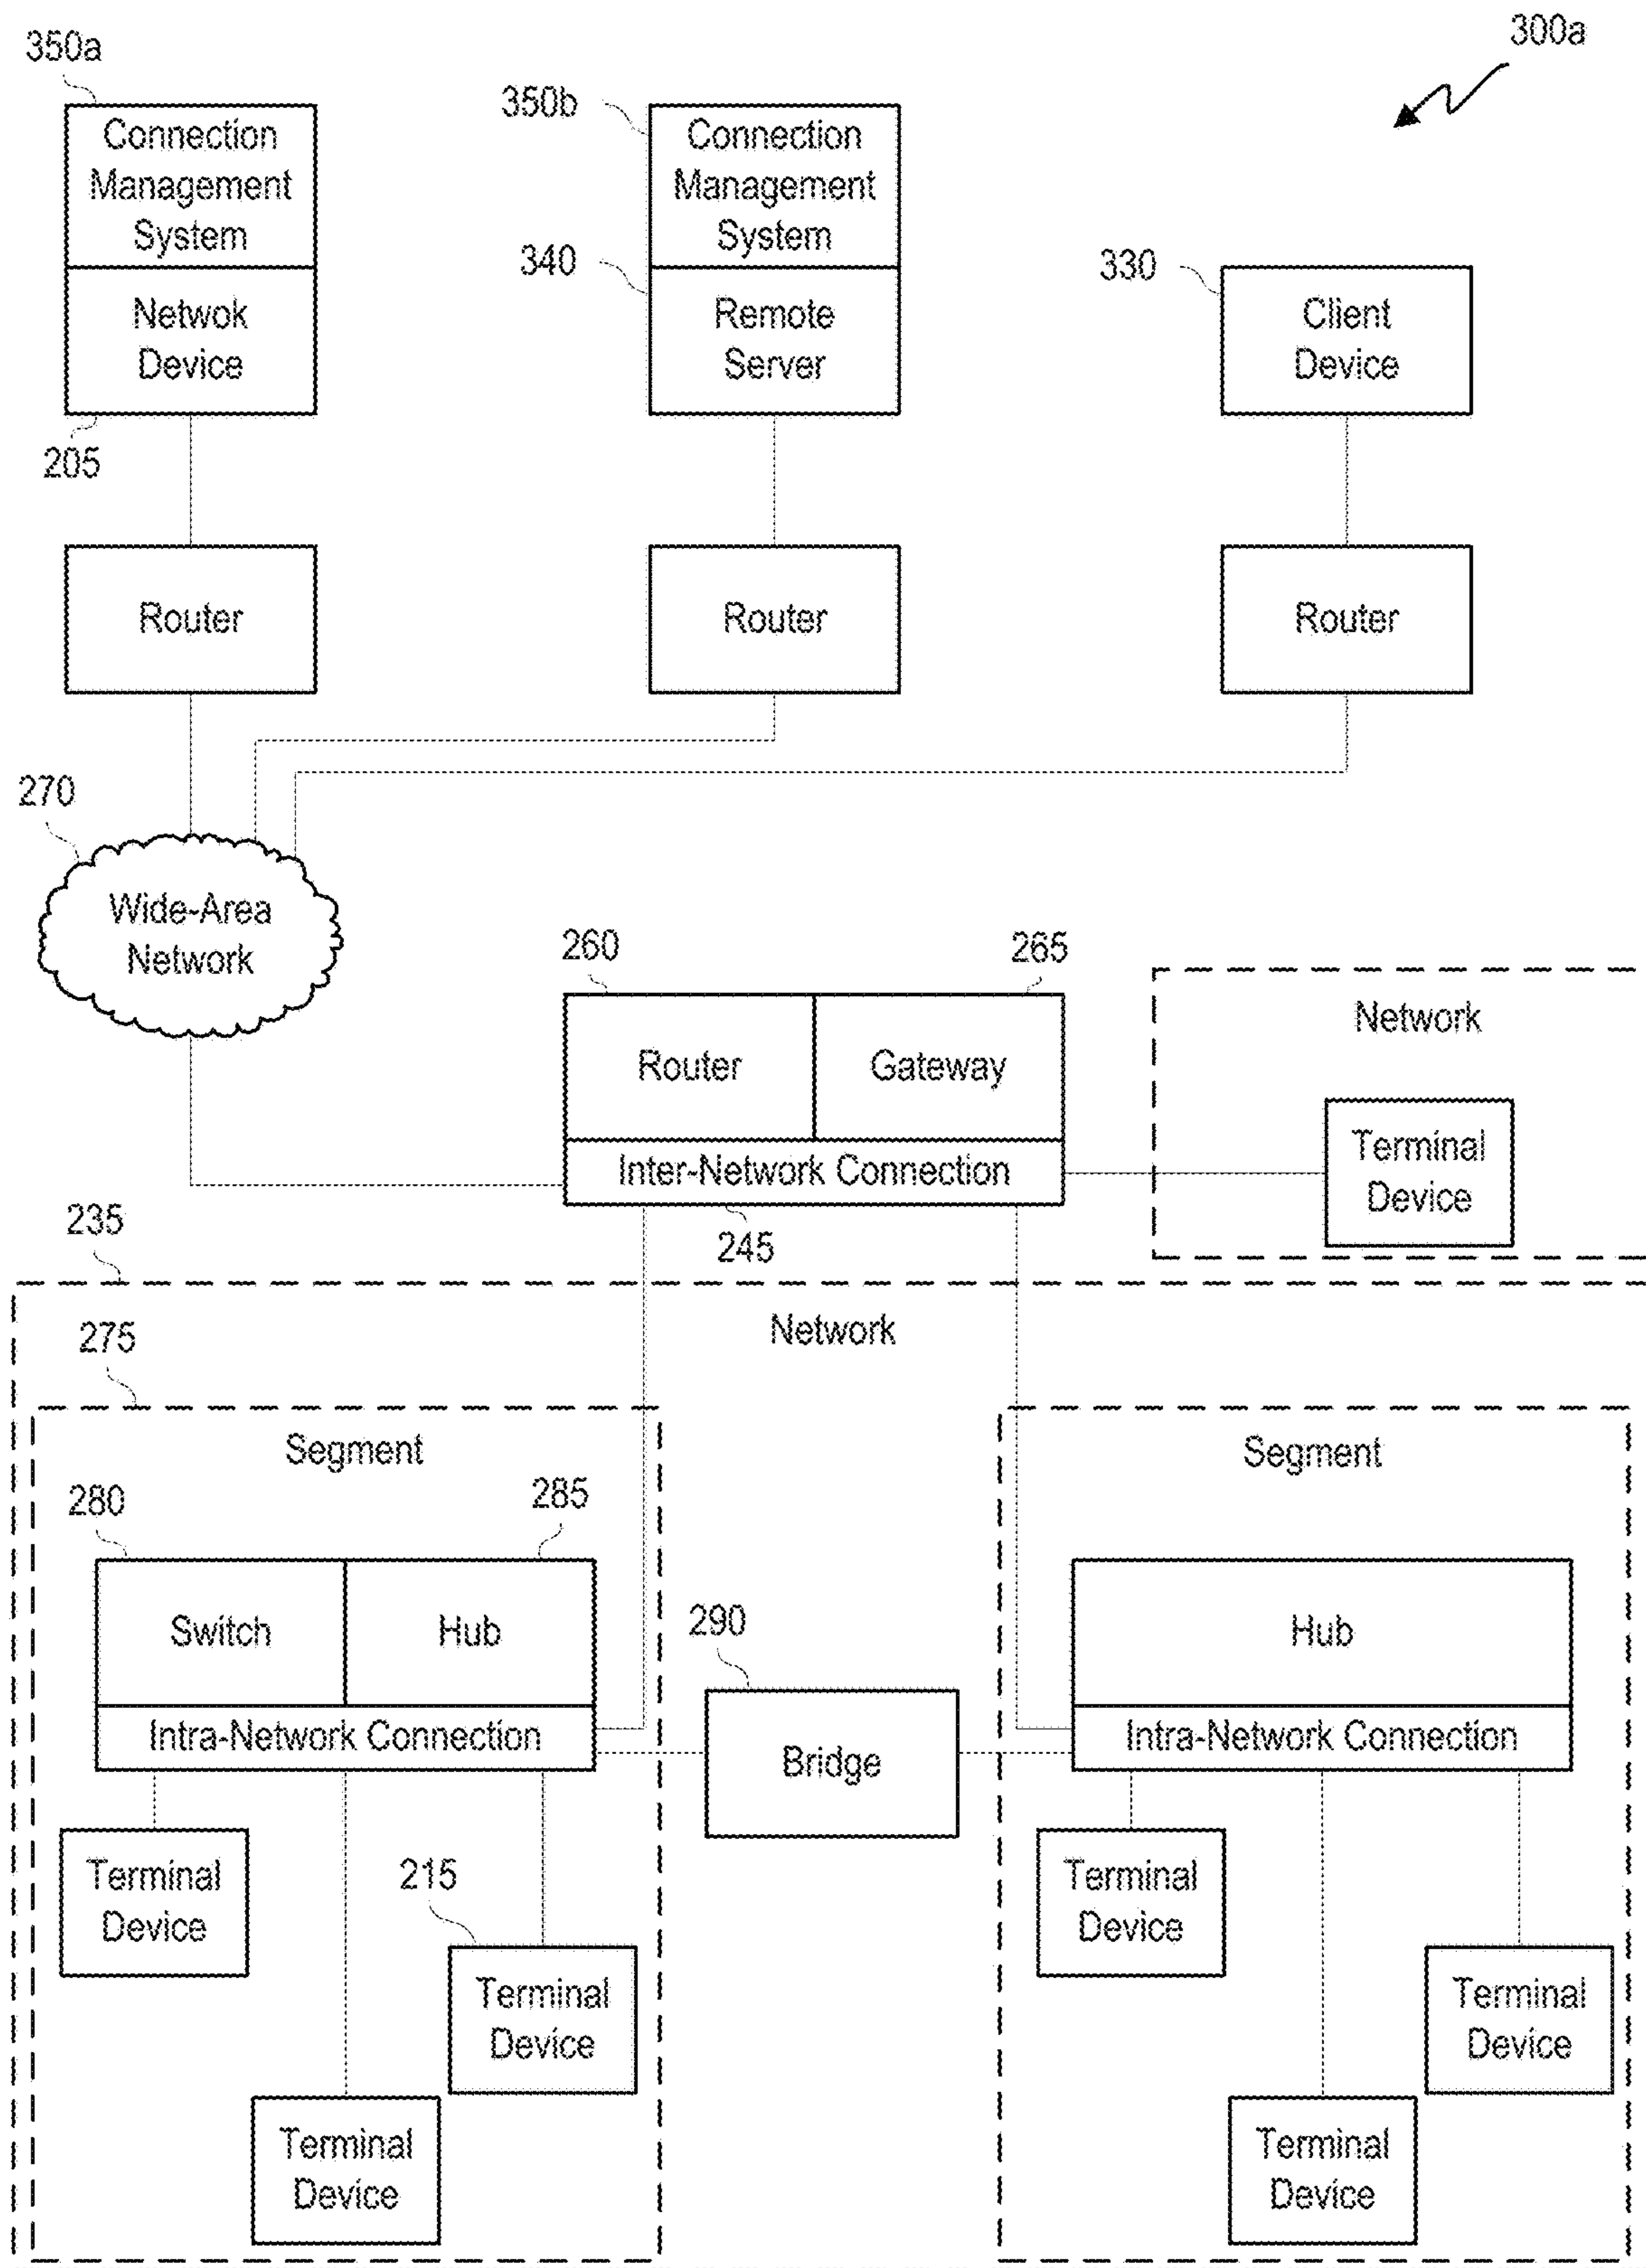 300a
350a
Connection
Management
System
Netwok
Device
205
350b
Connection
Management
System
340
Remote
Server
330
Client
Device
Router
Router
Router
270
Wide-Area
Network
260
265
Router
Gateway
Inter-Network Connection
245
Network
Terminal
Device
235
Network
275
Segment
280
285
Switch
Hub
Intra-Network Connection
Terminal
Device
215
Terminal
Device
Terminal
Device
290
Bridge
Segment
Hub
Intra-Network Connection
Terminal
Device
Terminal
Device
Terminal
Device